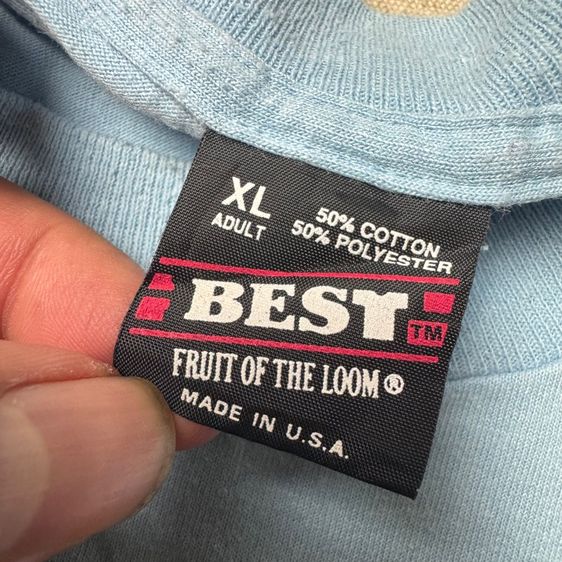 XL
ADULT
50% COTTON
50% POLYESTER
BEST TM
FRUIT OF THE LOOM®
MADE IN U.S.A.